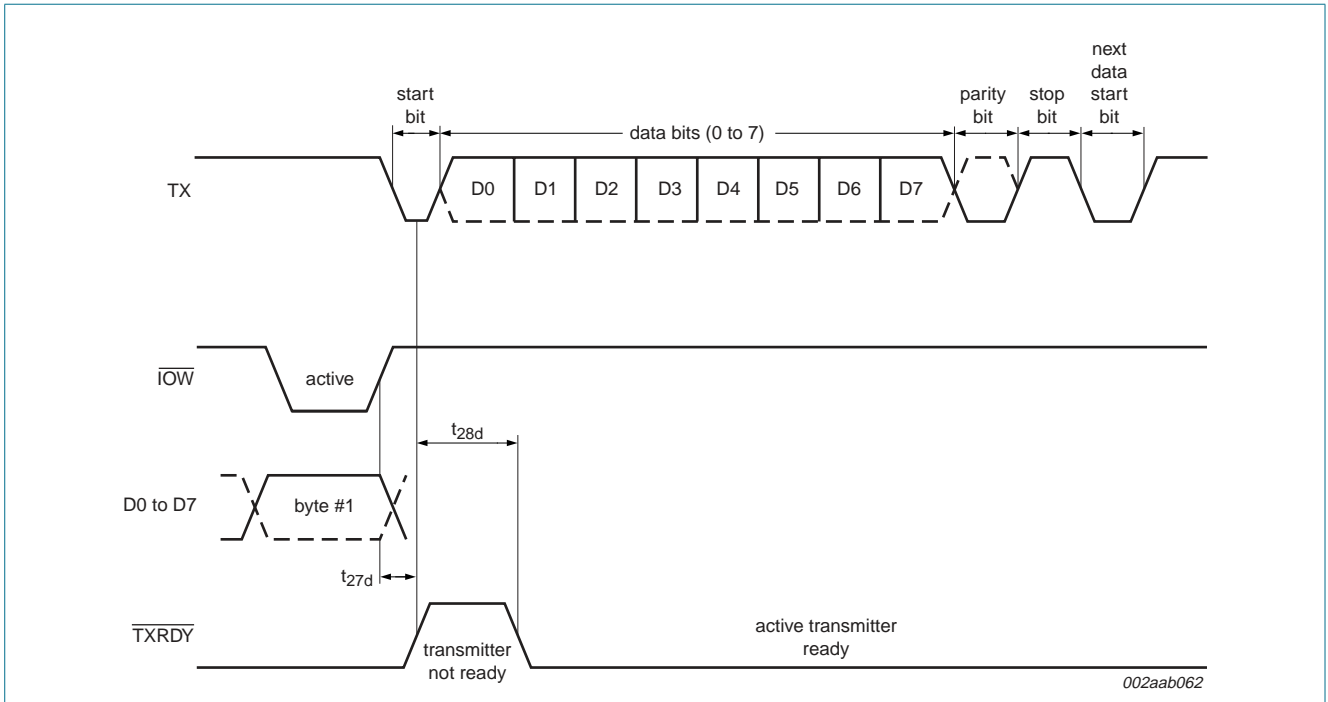 start
bit
data bits (0 to 7)
parity
bit
stop
bit
next
data
start
bit
TX
D0 D1 D2 D3 D4 D5 D6 D7
IOW
active
t28d
D0 to D7
byte #1
t27d
TXRDY
transmitter
not ready
active transmitter
ready
002aab062